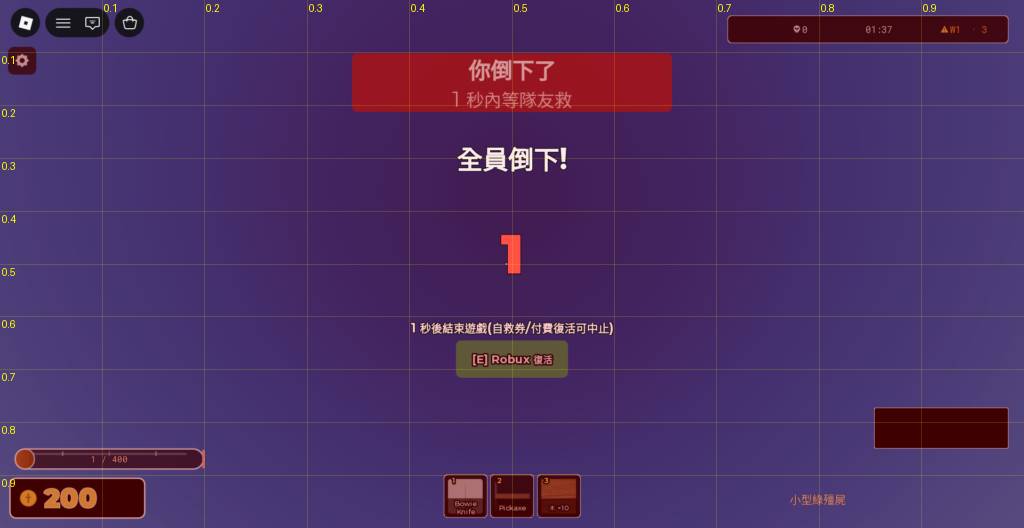 0.1 0.2 0.3 0.4 0.5 0.6 0.7 0.8 0.9
0 01:37 W1 · 3
0.1
你倒下了
1 秒內等隊友救
0.2
全員倒下!
0.3
0.4
1
0.5
0.6
1 秒後結束遊戲(自救券/付費復活可中止)
[E] Robux 復活
0.7
0.8
1 / 400
0.9
200
1
Bowie Knife
2
Pickaxe
3
×10
小型綠殭屍